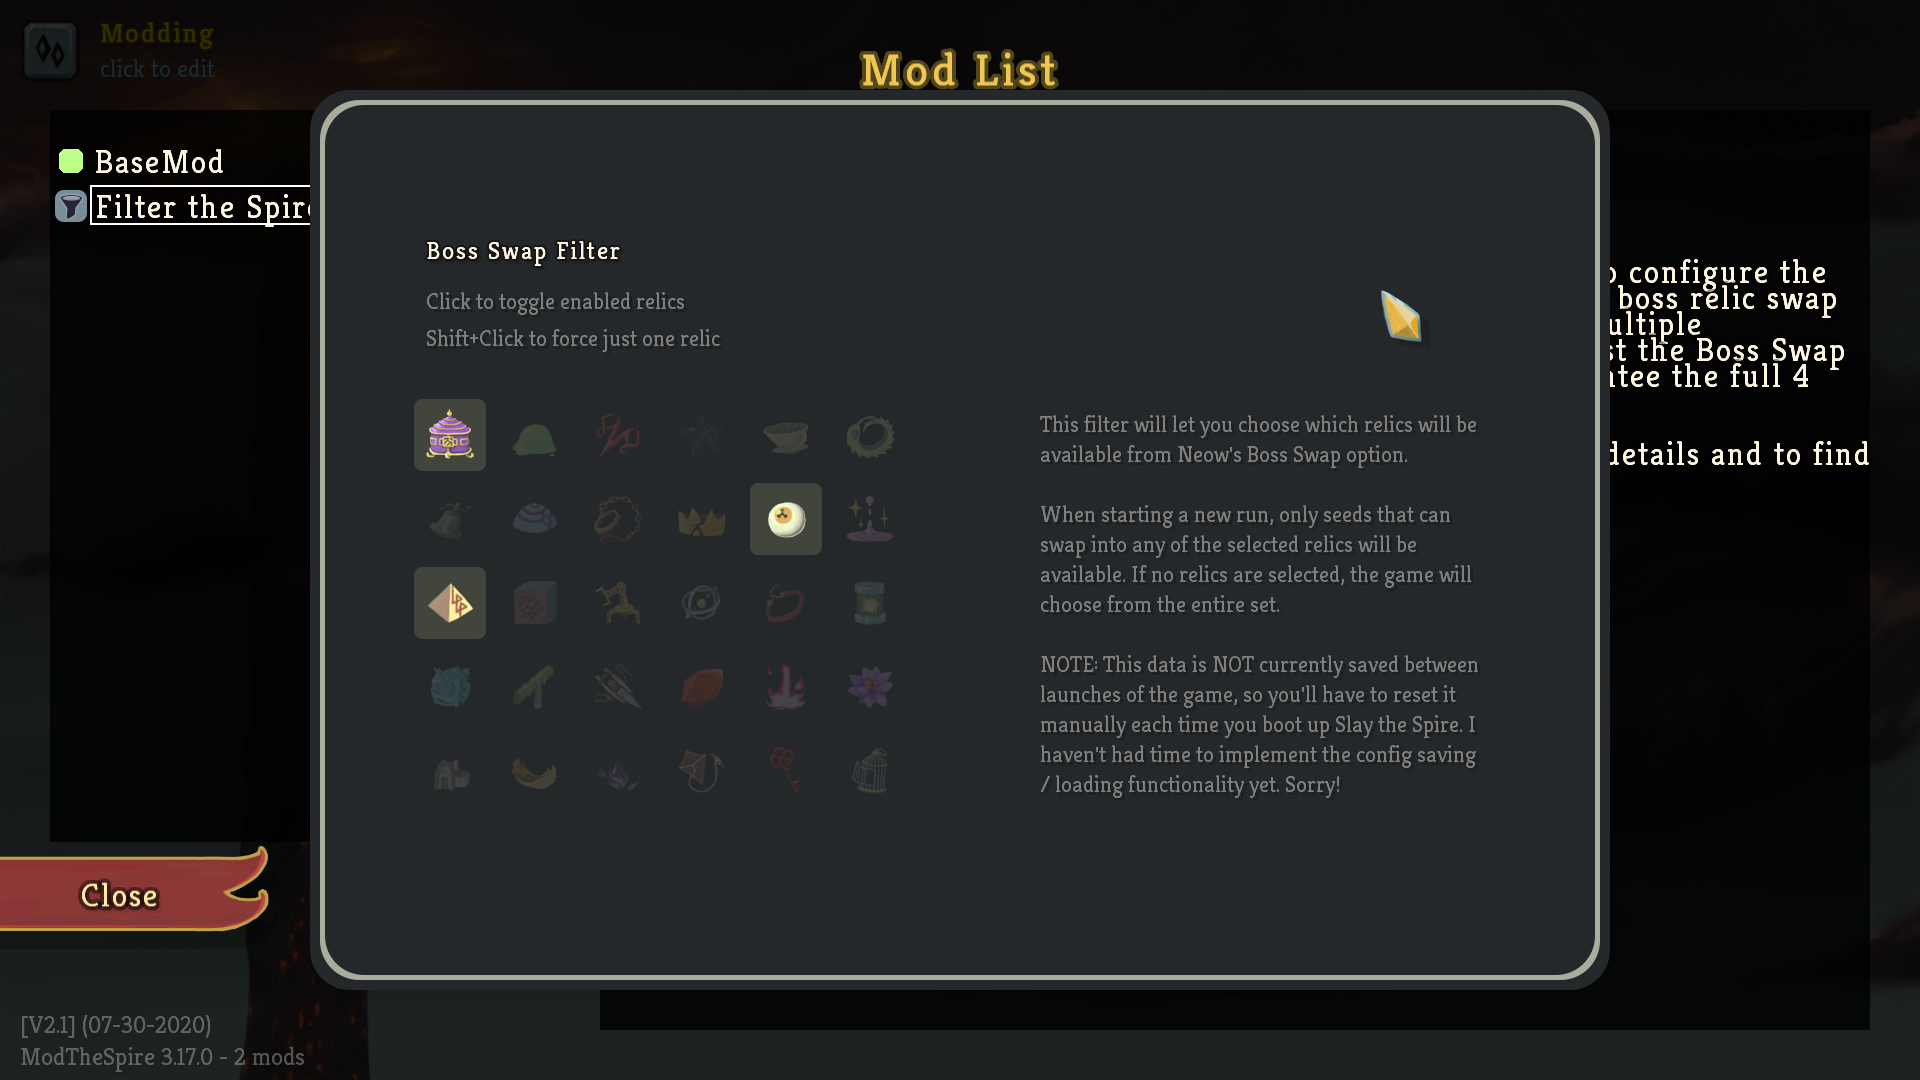 Modding
click to edit
Mod List
BaseMod
Filter the Spire
Boss Swap Filter
Click to toggle enabled relics
Shift+Click to force just one relic
configure the
boss relic swap
st the Boss Swap
the full 4
details and to find
This filter will let you choose which relics will be
available from Neow's Boss Swap option.
When starting a new run, only seeds that can
swap into any of the selected relics will be
available. If no relics are selected, the game will
choose from the entire set.
NOTE: This data is NOT currently saved between
launches of the game, so you'll have to reset it
manually each time you boot up Slay the Spire. I
haven't had time to implement the config saving
/ loading functionality yet. Sorry!
Close
[V2.1] (07-30-2020)
ModTheSpire 3.17.0 - 2 mods